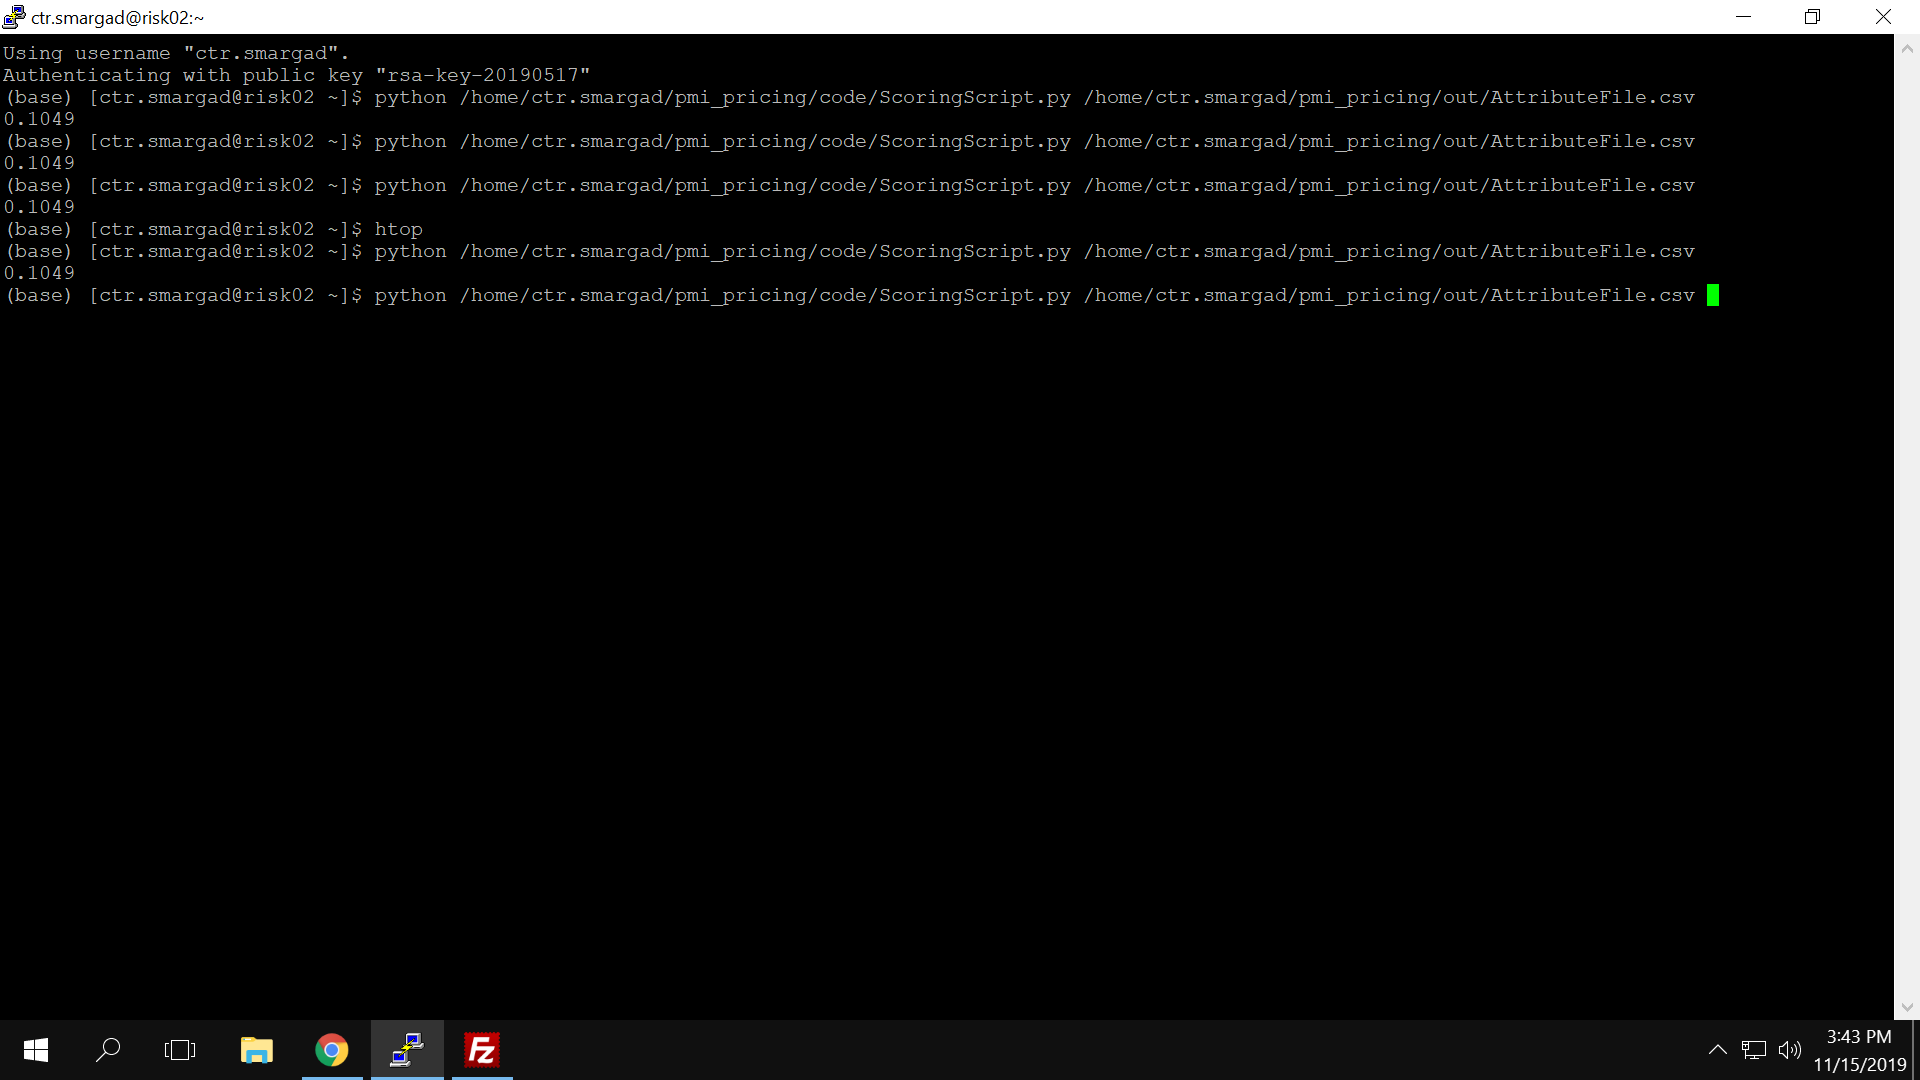 ctr.smargad@risk02:~
Using username "ctr.smargad".
Authenticating with public key "rsa-key-20190517"
(base) [ctr.smargad@risk02 ~]$ python /home/ctr.smargad/pmi_pricing/code/ScoringScript.py /home/ctr.smargad/pmi_pricing/out/AttributeFile.csv
0.1049
(base) [ctr.smargad@risk02 ~]$ python /home/ctr.smargad/pmi_pricing/code/ScoringScript.py /home/ctr.smargad/pmi_pricing/out/AttributeFile.csv
0.1049
(base) [ctr.smargad@risk02 ~]$ python /home/ctr.smargad/pmi_pricing/code/ScoringScript.py /home/ctr.smargad/pmi_pricing/out/AttributeFile.csv
0.1049
(base) [ctr.smargad@risk02 ~]$ htop
(base) [ctr.smargad@risk02 ~]$ python /home/ctr.smargad/pmi_pricing/code/ScoringScript.py /home/ctr.smargad/pmi_pricing/out/AttributeFile.csv
0.1049
(base) [ctr.smargad@risk02 ~]$ python /home/ctr.smargad/pmi_pricing/code/ScoringScript.py /home/ctr.smargad/pmi_pricing/out/AttributeFile.csv
Fz
3:43 PM
11/15/2019